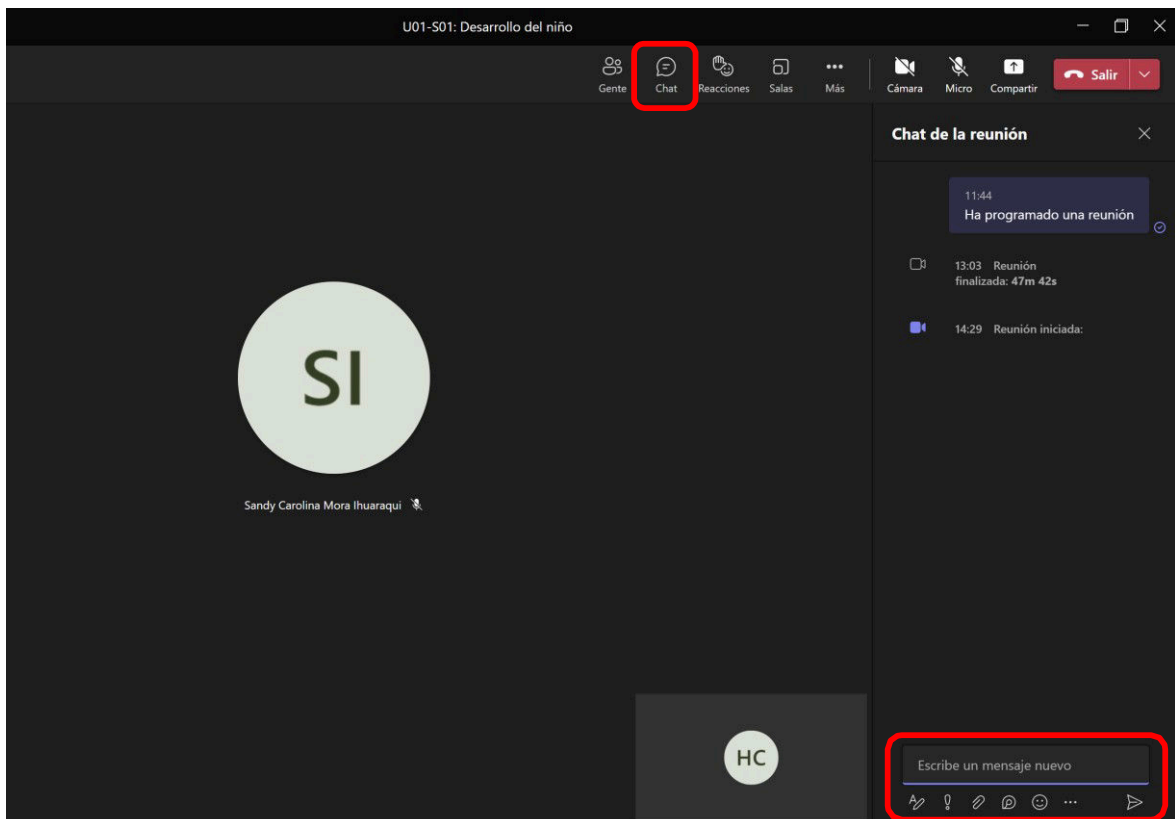 U01-S01: Desarrollo del niño
Gente Chat Reacciones Salas Más Cámara Micro Compartir Salir
Chat de la reunión
11:44
Ha programado una reunión
13:03 Reunión
finalizada: 47m 42s
14:29 Reunión iniciada:
SI
Sandy Carolina Mora Ihuaraqui
HC
Escribe un mensaje nuevo